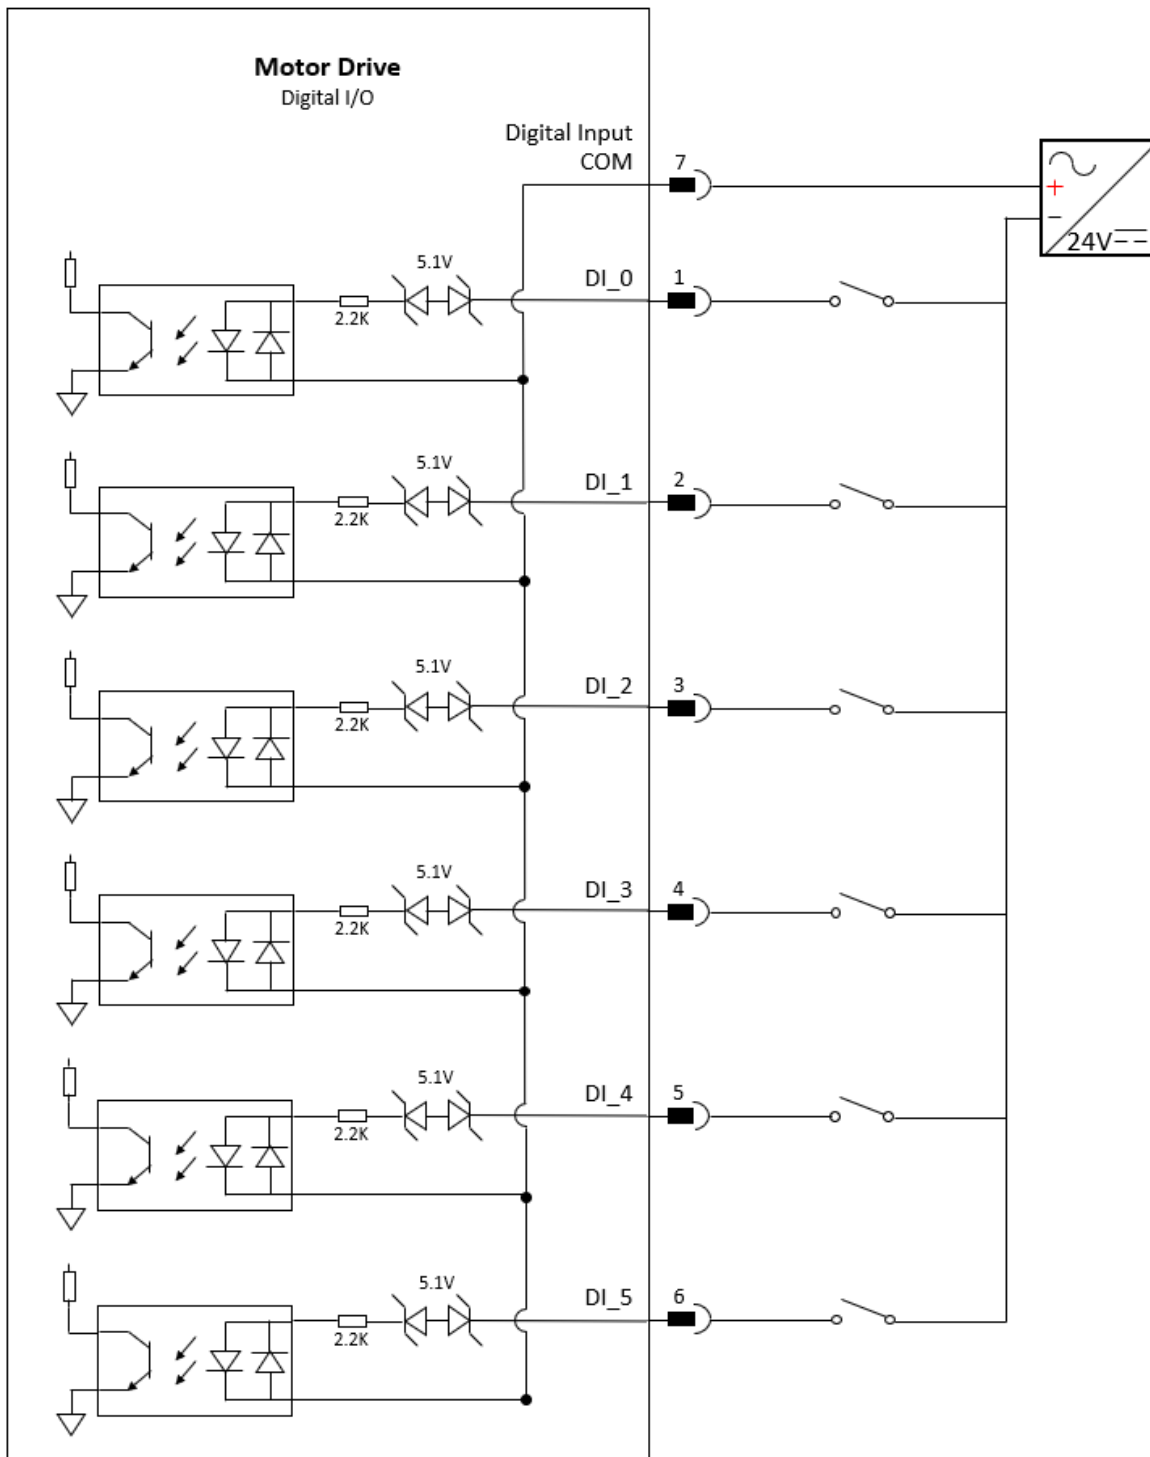 Motor Drive
Digital I/O
Digital Input
COM
7
+
−
24V
5.1V
2.2K
DI_0
1
5.1V
2.2K
DI_1
2
5.1V
2.2K
DI_2
3
5.1V
2.2K
DI_3
4
5.1V
2.2K
DI_4
5
5.1V
2.2K
DI_5
6